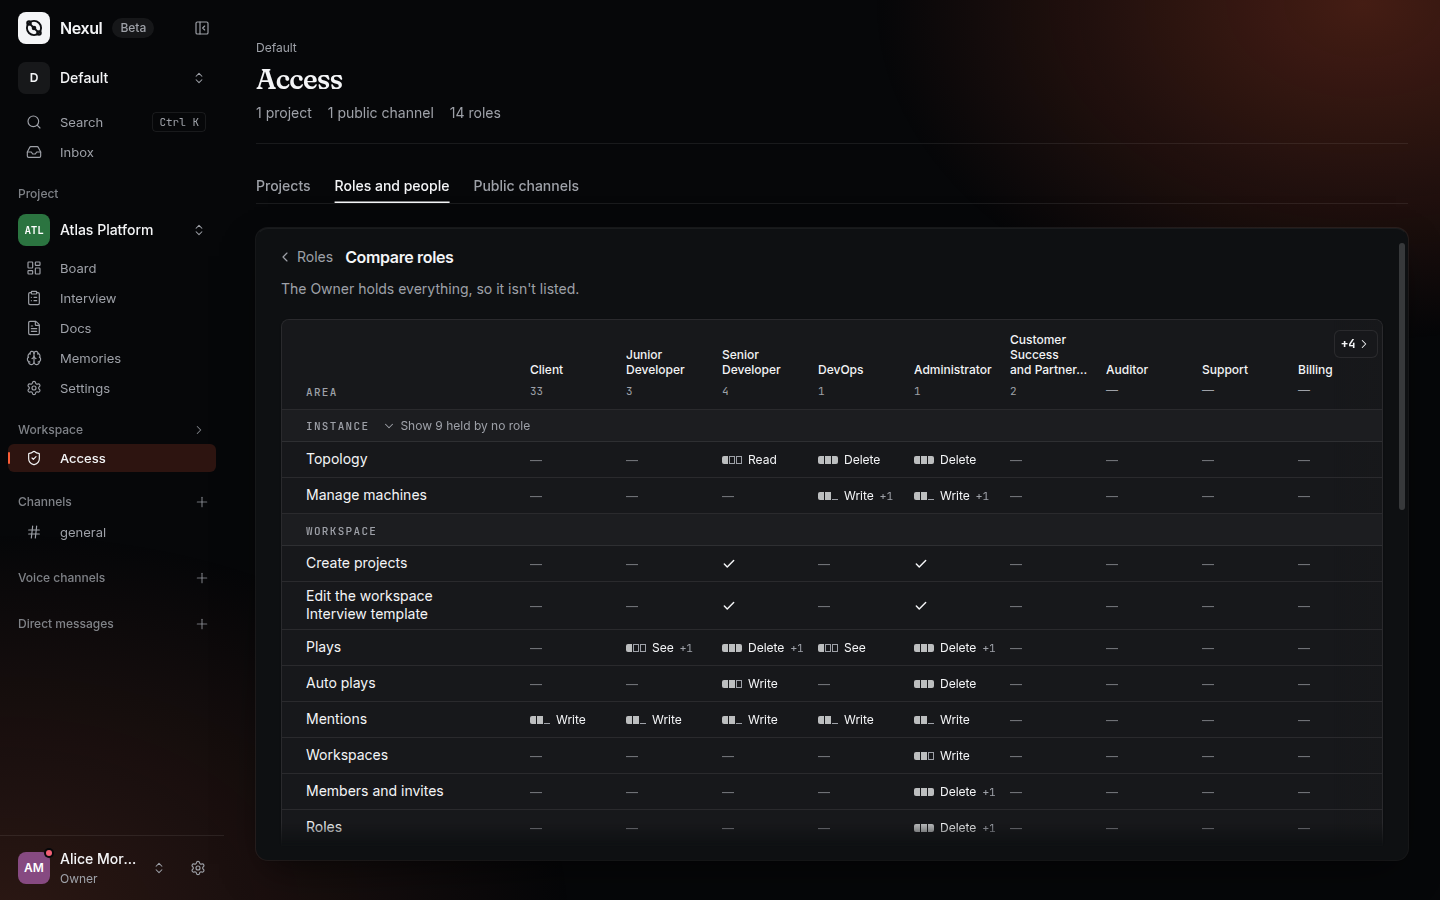 Nexul Beta
D Default
Search Ctrl K
Inbox
Project
ATL Atlas Platform
Board
Interview
Docs
Memories
Settings
Workspace
Access
Channels
general
Voice channels
Direct messages
AM Alice Mor...
Owner
Default
Access
1 project 1 public channel 14 roles
Projects Roles and people Public channels
Roles Compare roles
The Owner holds everything, so it isn't listed.
+4
AREA
Client
33
Junior
Developer
3
Senior
Developer
4
DevOps
1
Administrator
1
Customer
Success
and Partner...
2
Auditor
—
Support
—
Billing
—
INSTANCE Show 9 held by no role
Topology — — Read Delete Delete — — — —
Manage machines — — — Write +1 Write +1 — — — —
WORKSPACE
Create projects — — ✓ — ✓ — — — —
Edit the workspace
Interview template — — ✓ — ✓ — — — —
Plays — See +1 Delete +1 See Delete +1 — — — —
Auto plays — — Write — Delete — — — —
Mentions Write Write Write Write Write — — — —
Workspaces — — — — Write — — — —
Members and invites — — — — Delete +1 — — — —
Roles — — — — Delete +1 — — — —